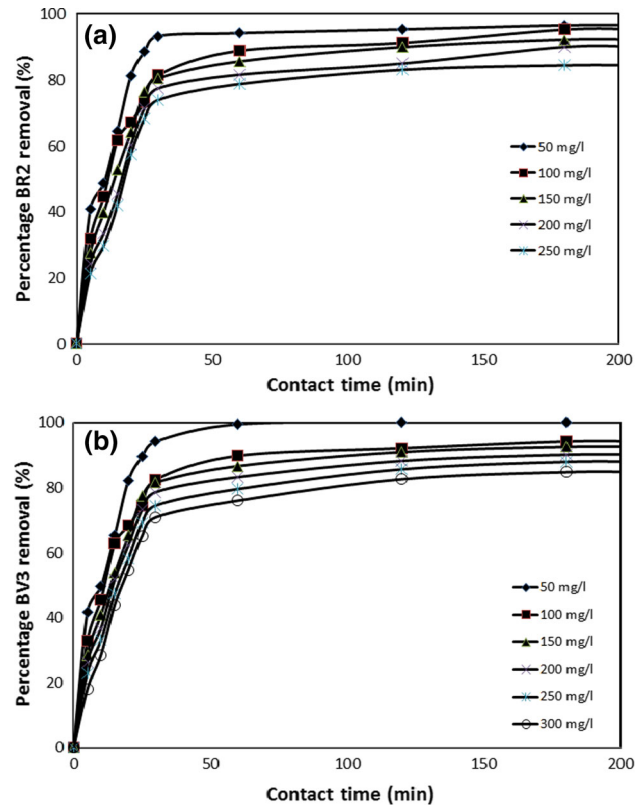 (a)
Percentage BR2 removal (%)
100
80
60
40
20
0
50 mg/l
100 mg/l
150 mg/l
200 mg/l
250 mg/l
0 50 100 150 200
Contact time (min)
(b)
Percentage BV3 removal (%)
100
80
60
40
20
0
50 mg/l
100 mg/l
150 mg/l
200 mg/l
250 mg/l
300 mg/l
0 50 100 150 200
Contact time (min)